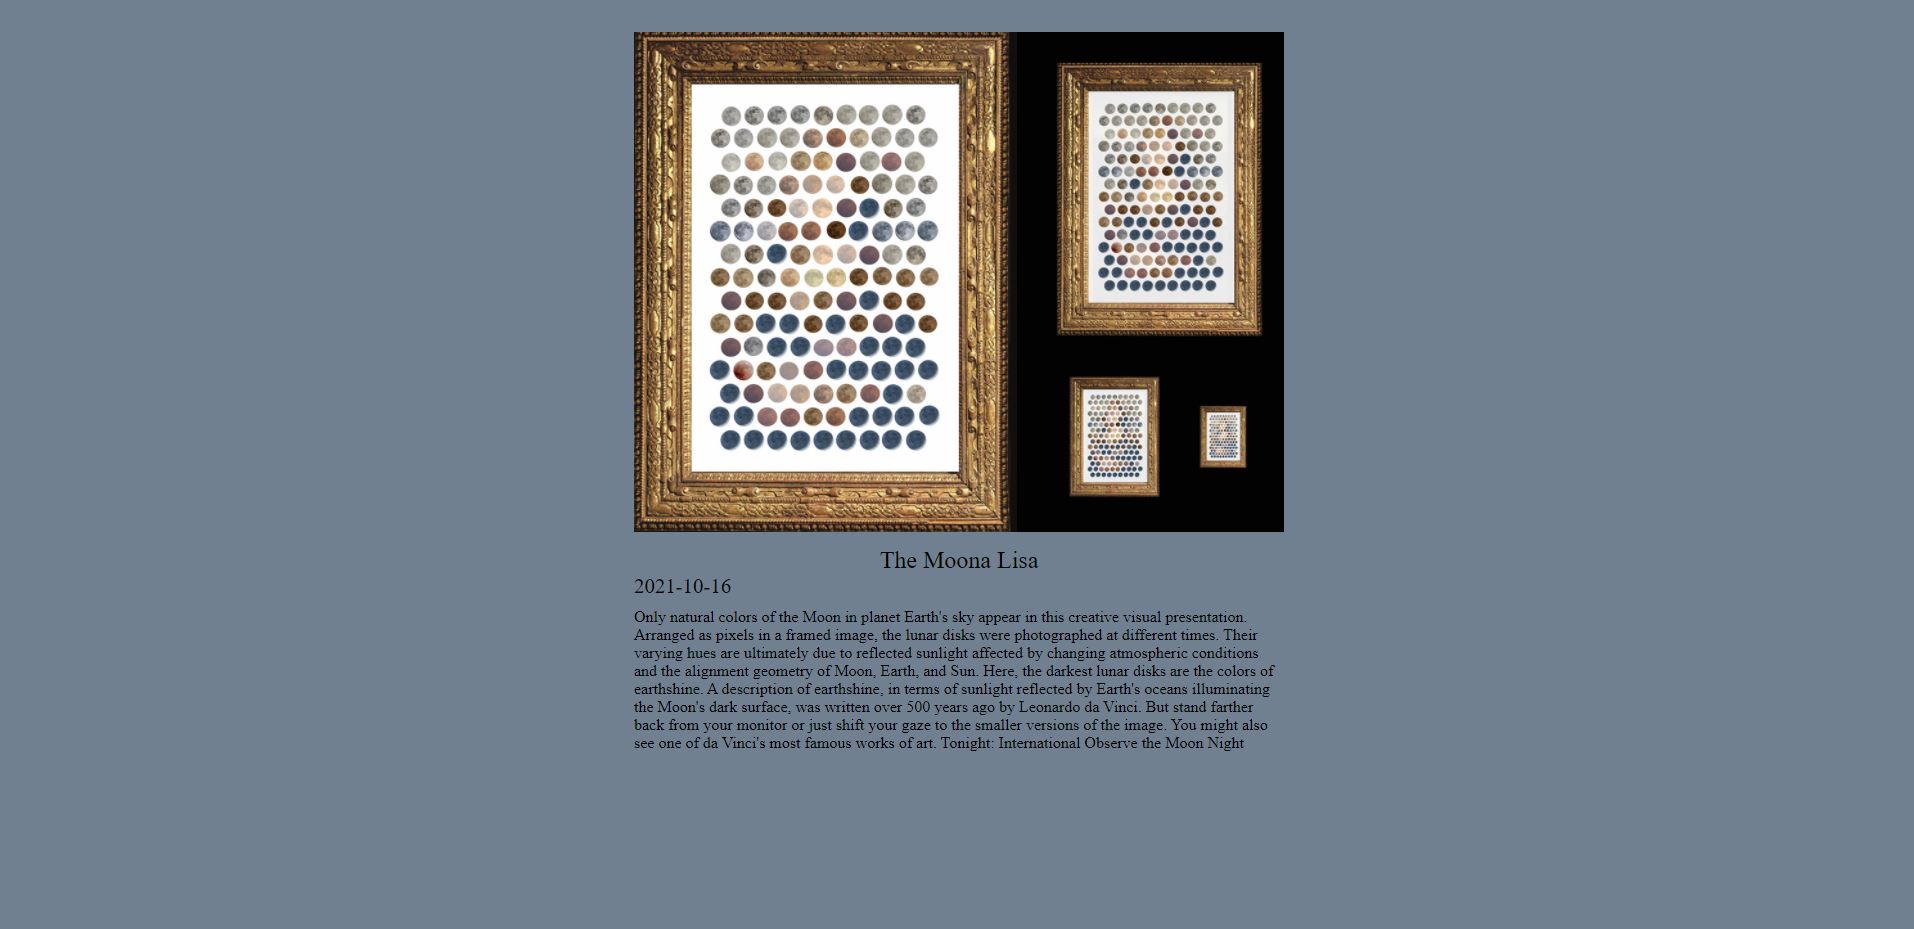 The Moona Lisa
2021-10-16
Only natural colors of the Moon in planet Earth's sky appear in this creative visual presentation.
Arranged as pixels in a framed image, the lunar disks were photographed at different times. Their
varying hues are ultimately due to reflected sunlight affected by changing atmospheric conditions
and the alignment geometry of Moon, Earth, and Sun. Here, the darkest lunar disks are the colors of
earthshine. A description of earthshine, in terms of sunlight reflected by Earth's oceans illuminating
the Moon's dark surface, was written over 500 years ago by Leonardo da Vinci. But stand farther
back from your monitor or just shift your gaze to the smaller versions of the image. You might also
see one of da Vinci's most famous works of art. Tonight: International Observe the Moon Night